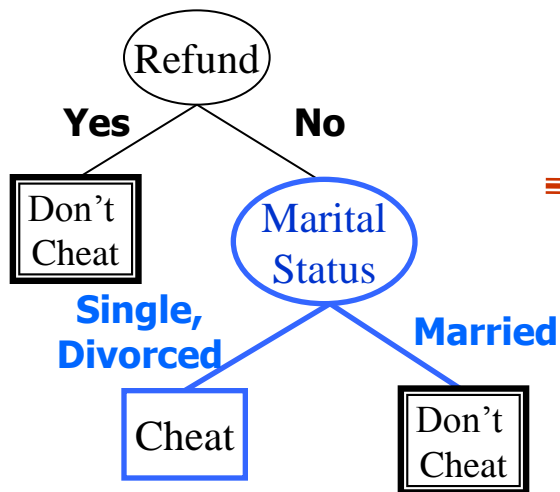 Refund
Yes
No
Don’t
Cheat
Marital
Status
Single,
Divorced
Married
Cheat
Don’t
Cheat